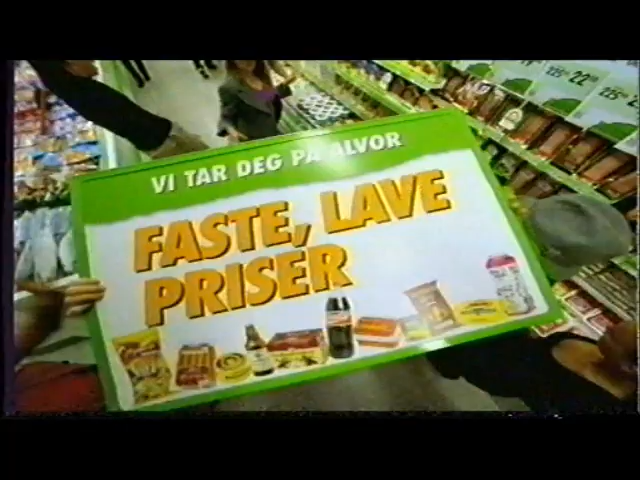 VI TAR DEG PÅ ALVOR
FASTE, LAVE
PRISER